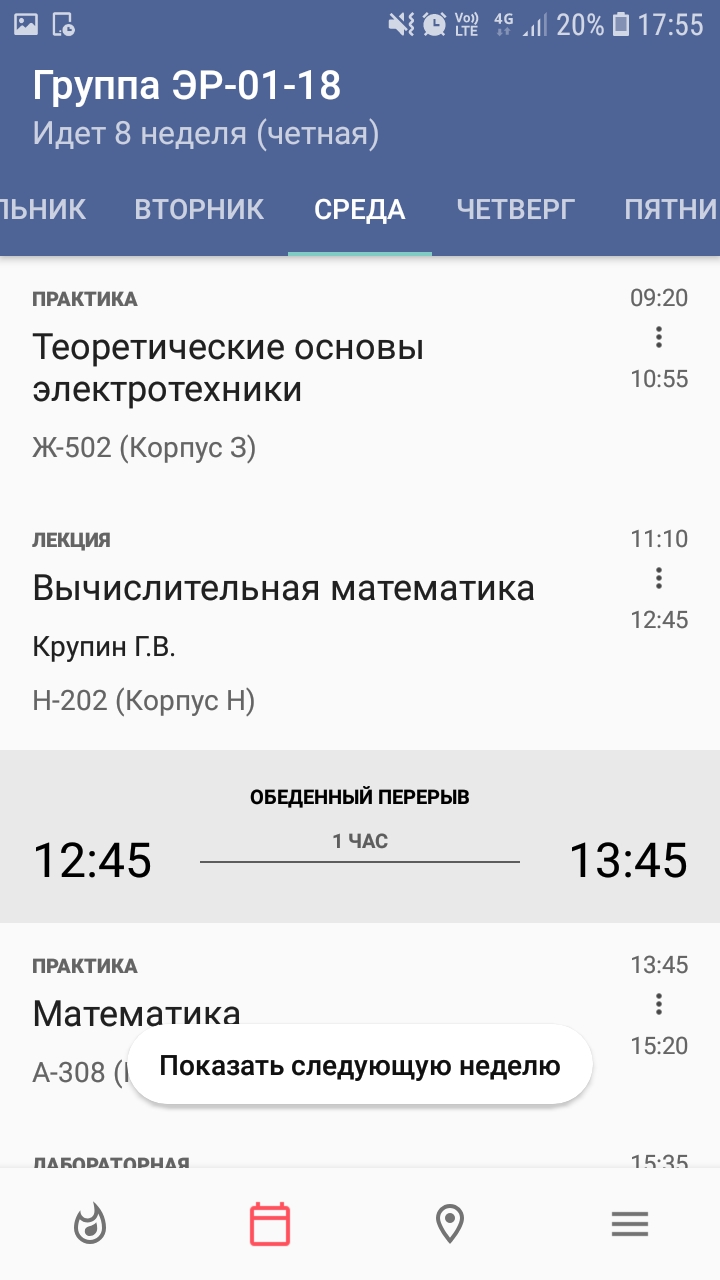 Vo)) LTE 4G 20% 17:55
Группа ЭР-01-18
Идет 8 неделя (четная)
ЛЬНИК ВТОРНИК СРЕДА ЧЕТВЕРГ ПЯТНИ
ПРАКТИКА 09:20
Теоретические основы
электротехники
10:55
Ж-502 (Корпус З)
ЛЕКЦИЯ 11:10
Вычислительная математика
12:45
Крупин Г.В.
Н-202 (Корпус Н)
ОБЕДЕННЫЙ ПЕРЕРЫВ
1 ЧАС
12:45 13:45
ПРАКТИКА 13:45
Математика
15:20
А-308
Показать следующую неделю
ЛАБОРАТОРНАЯ 15:35